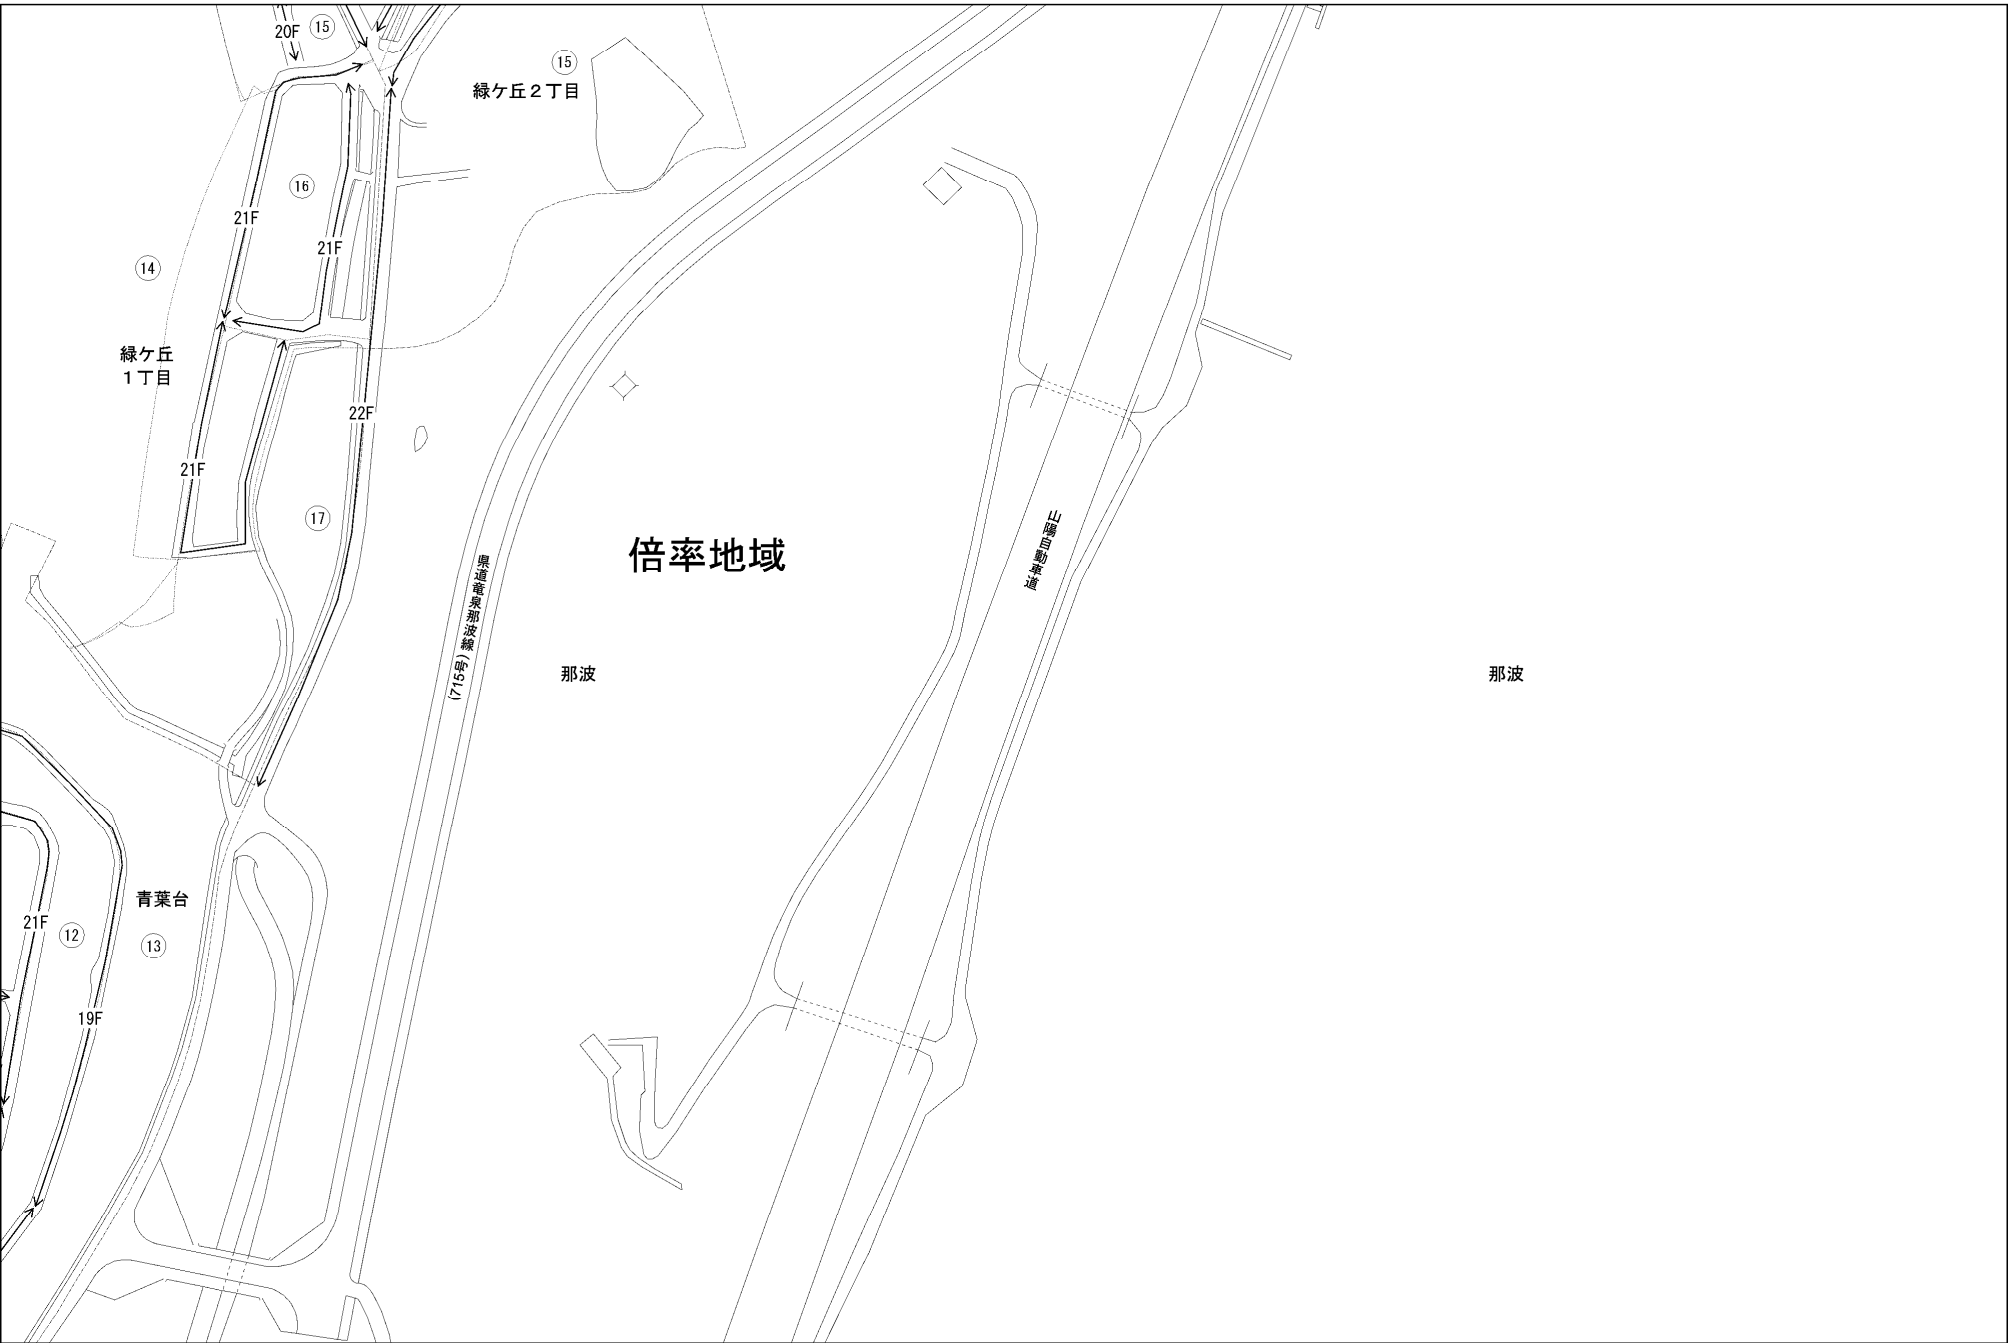 20F
⑮
⑮
緑ケ丘２丁目
⑯
21F
21F
⑭
緑ケ丘
１丁目
22F
21F
⑰
山陽自動車道
倍率地域
県道竜泉那波線
(715号)
那波
那波
青葉台
21F
⑫
⑬
19F